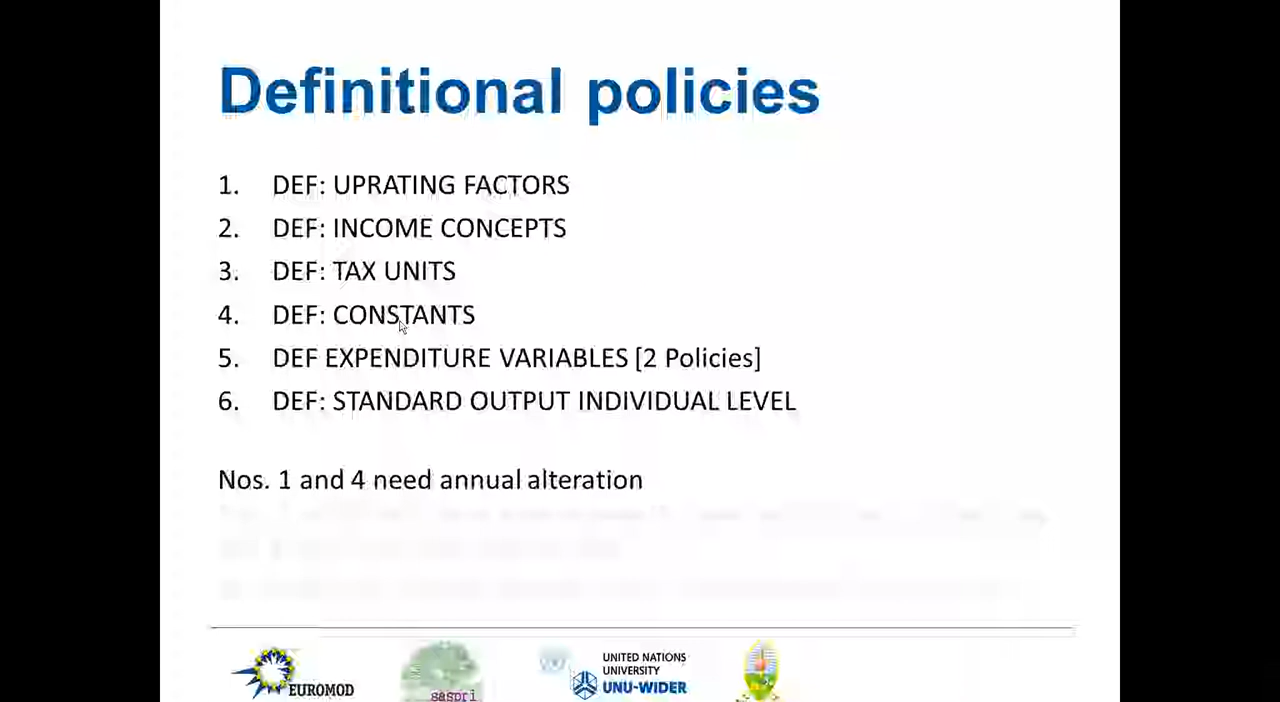 Definitional policies
1. DEF: UPRATING FACTORS
2. DEF: INCOME CONCEPTS
3. DEF: TAX UNITS
4. DEF: CONSTANTS
5. DEF EXPENDITURE VARIABLES [2 Policies]
6. DEF: STANDARD OUTPUT INDIVIDUAL LEVEL
Nos. 1 and 4 need annual alteration
EUROMOD
saspri
UNITED NATIONS
UNIVERSITY
UNU-WIDER